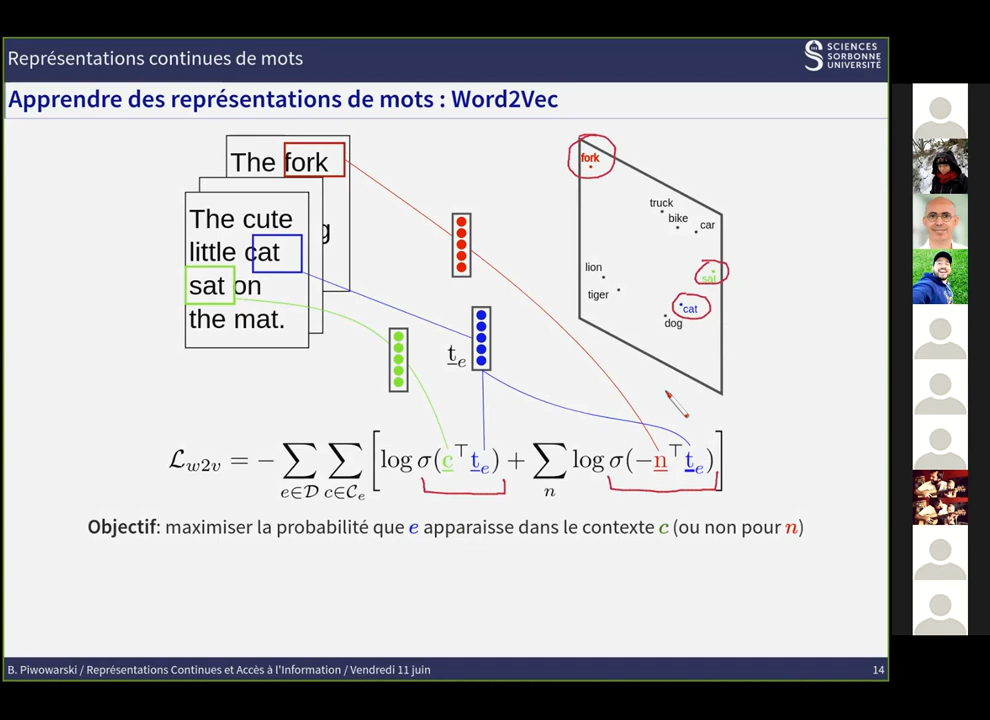 Représentations continues de mots
SCIENCES
SORBONNE
UNIVERSITÉ
Apprendre des représentations de mots : Word2Vec
The fork
The cute
little cat
sat on
the mat.
g
t_e
fork
truck
bike
car
lion
sat
tiger
cat
dog
L_{w2v} = -∑_{e∈D} ∑_{c∈C_e} [log σ(c^⊤ t_e) + ∑_n log σ(-n^⊤ t_e)]
Objectif: maximiser la probabilité que e apparaisse dans le contexte c (ou non pour n)
B. Piwowarski / Représentations Continues et Accès à l'Information / Vendredi 11 juin
14